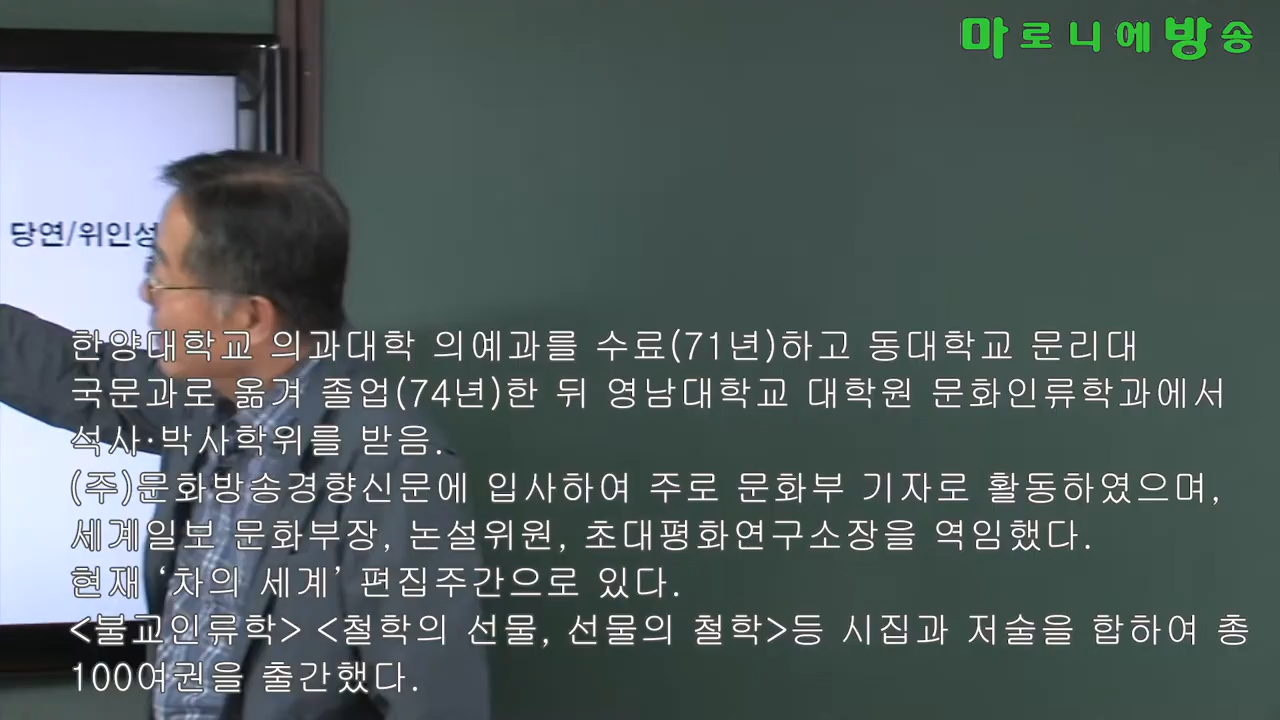 마로니에방송
당연/위인성
한양대학교 의과대학 의예과를 수료(71년)하고 동대학교 문리대
국문과로 옮겨 졸업(74년)한 뒤 영남대학교 대학원 문화인류학과에서
석사·박사학위를 받음.
(주)문화방송경향신문에 입사하여 주로 문화부 기자로 활동하였으며,
세계일보 문화부장, 논설위원, 초대평화연구소장을 역임했다.
현재 ‘차의 세계’ 편집주간으로 있다.
<불교인류학> <철학의 선물, 선물의 철학>등 시집과 저술을 합하여 총
100여권을 출간했다.